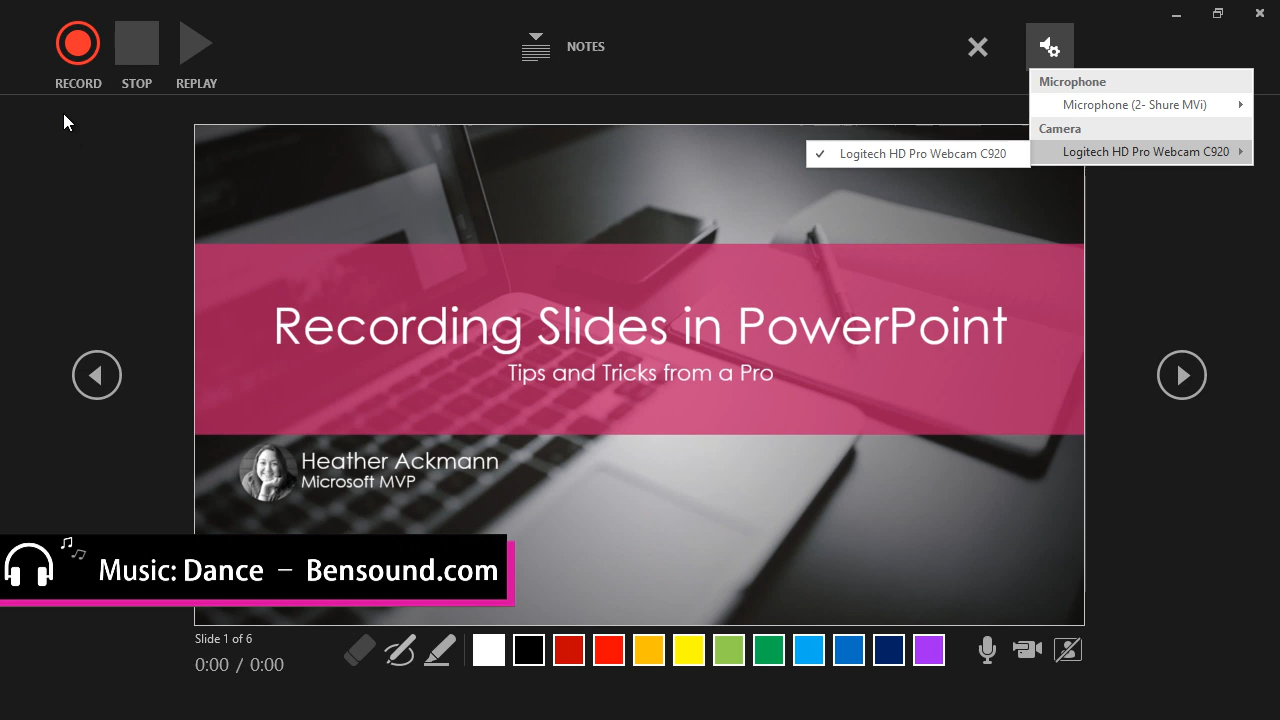 RECORD
STOP
REPLAY
NOTES
Microphone
Microphone (2- Shure MVi)
Camera
Logitech HD Pro Webcam C920
Logitech HD Pro Webcam C920
Recording Slides in PowerPoint
Tips and Tricks from a Pro
Heather Ackmann
Microsoft MVP
Music: Dance – Bensound.com
Slide 1 of 6
0:00 / 0:00